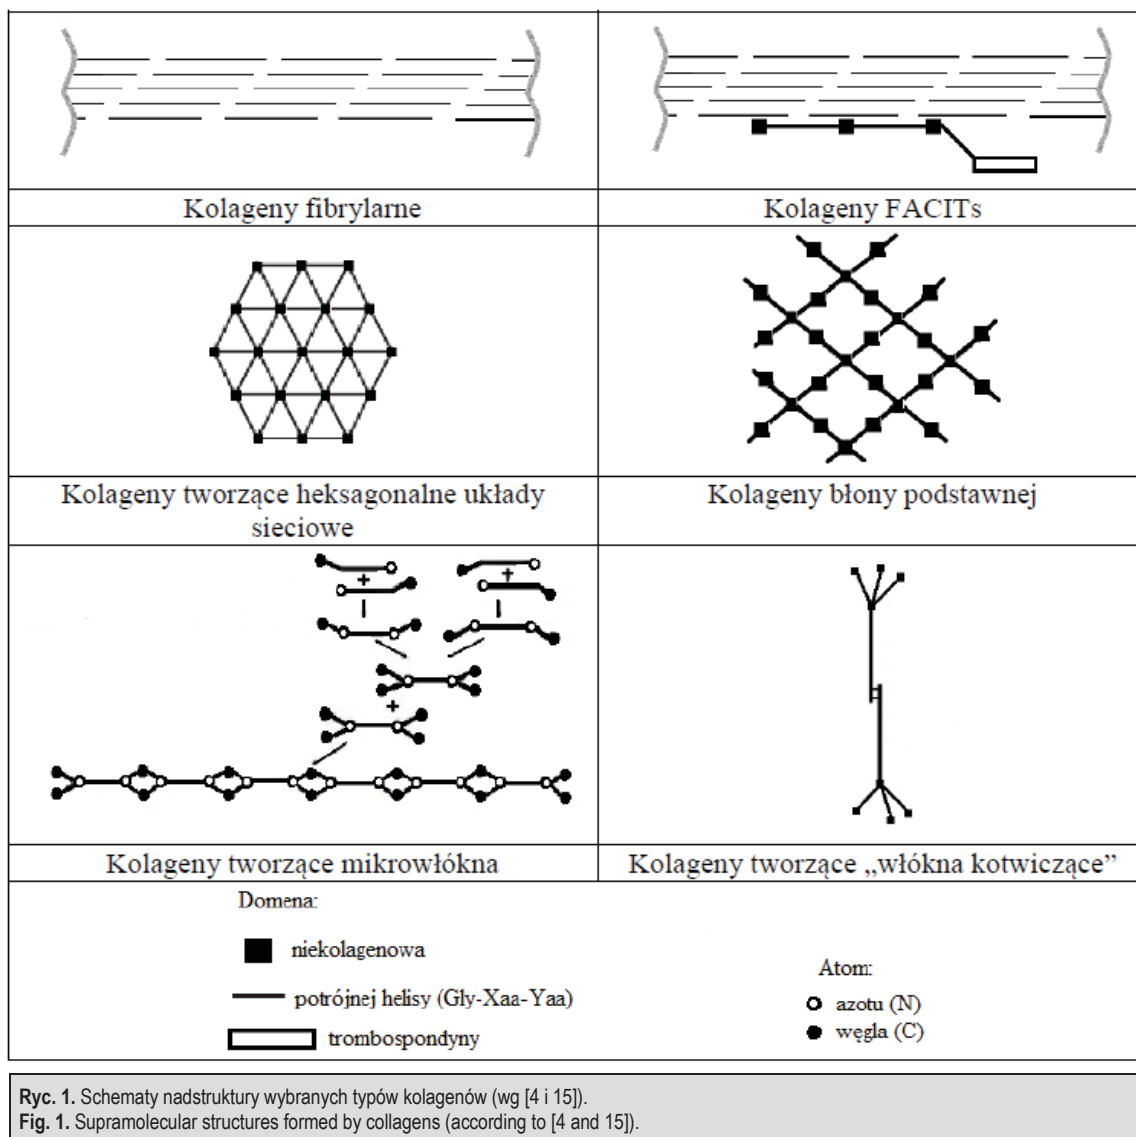 Kolageny fibrylarne
Kolageny FACITs
Kolageny tworzące heksagonalne układy
sieciowe
Kolageny błony podstawnej
+
+
+
Kolageny tworzące mikrowłókna
Kolageny tworzące „włókna kotwiczące”
Domena:
niekolagenowa
potrójnej helisy (Gly-Xaa-Yaa)
trombospondyny
Atom:
azotu (N)
węgla (C)
Ryc. 1. Schematy nadstruktury wybranych typów kolagenów (wg [4 i 15]).
Fig. 1. Supramolecular structures formed by collagens (according to [4 and 15]).